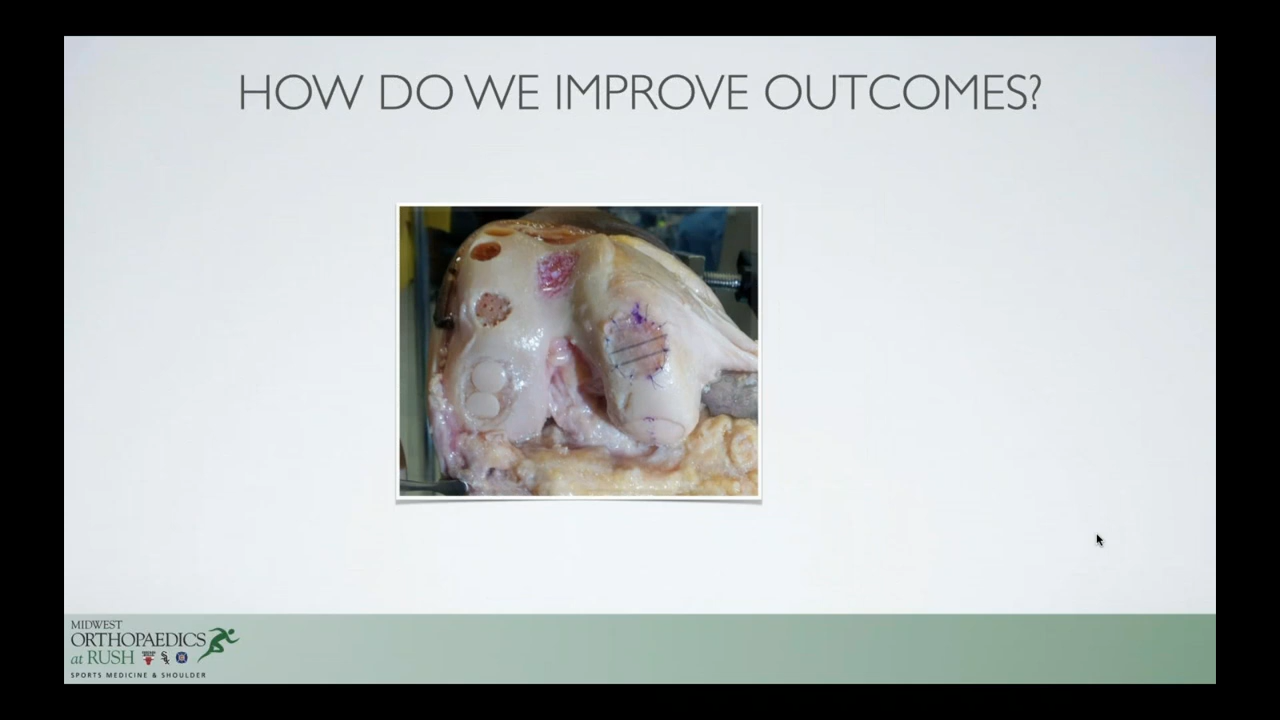 HOW DO WE IMPROVE OUTCOMES?
MIDWEST
ORTHOPAEDICS
at RUSH
SPORTS MEDICINE & SHOULDER